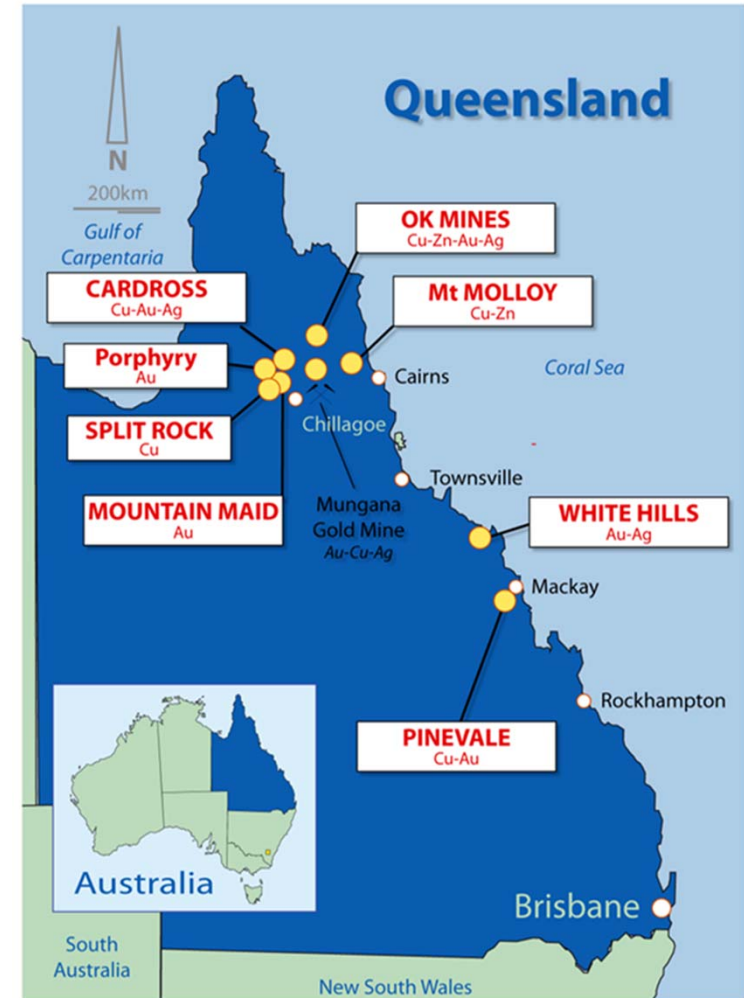 Queensland
N
200km
Gulf of
Carpentaria
OK MINES
Cu-Zn-Au-Ag
CARDROSS
Cu-Au-Ag
Mt MOLLOY
Cu-Zn
Porphyry
Au
Cairns
Coral Sea
SPLIT ROCK
Cu
Chillagoe
Townsville
MOUNTAIN MAID
Au
Mungana
Gold Mine
Au-Cu-Ag
WHITE HILLS
Au-Ag
Mackay
Rockhampton
PINEVALE
Cu-Au
Australia
Brisbane
South
Australia
New South Wales